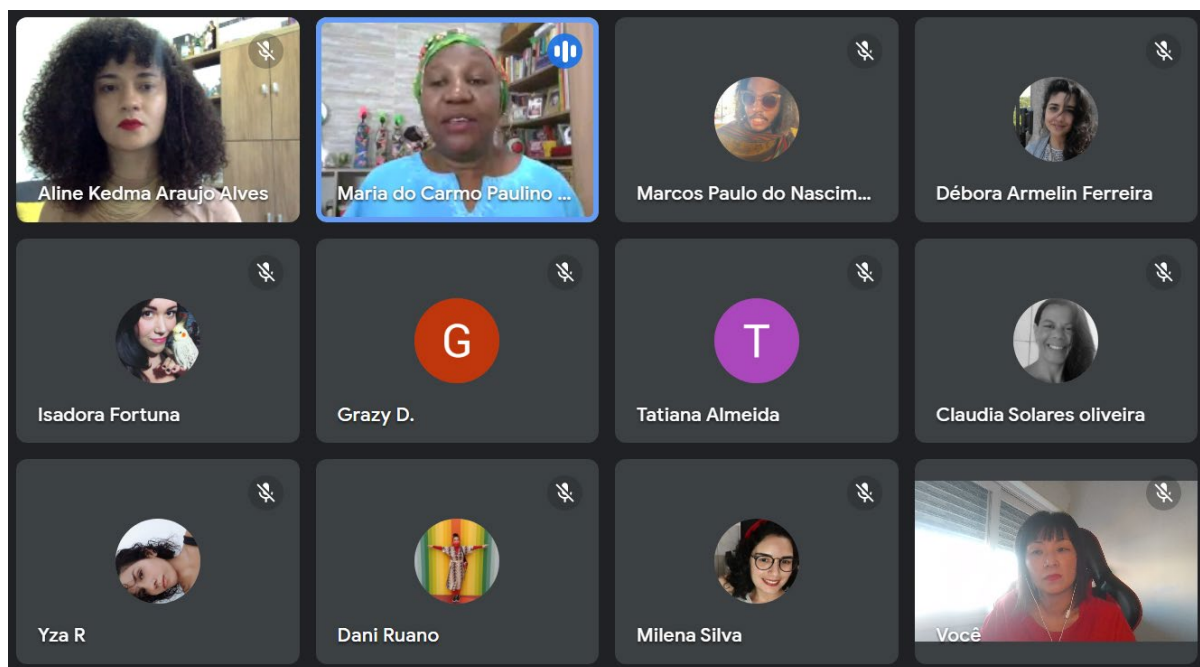 Aline Kedma Araujo Alves
Maria do Carmo Paulino ...
Marcos Paulo do Nascim...
Débora Armelin Ferreira
Isadora Fortuna
G
Grazy D.
T
Tatiana Almeida
Claudia Solares oliveira
Yza R
Dani Ruano
Milena Silva
Você